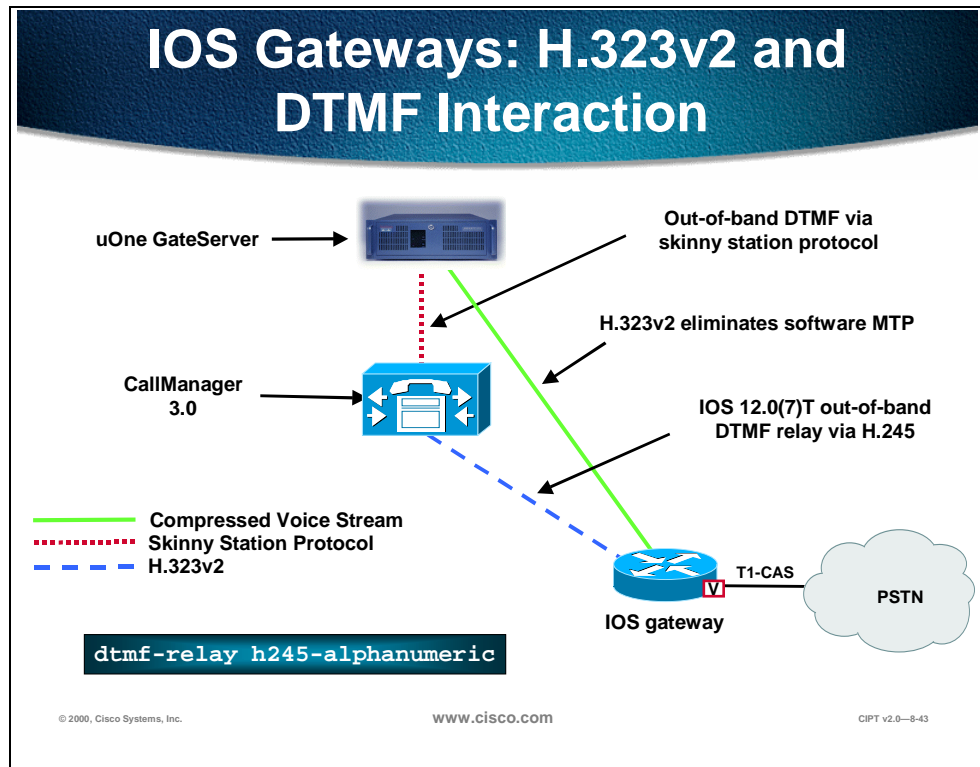 IOS Gateways: H.323v2 and
DTMF Interaction
uOne GateServer
Out-of-band DTMF via
skinny station protocol
H.323v2 eliminates software MTP
CallManager
3.0
IOS 12.0(7)T out-of-band
DTMF relay via H.245
Compressed Voice Stream
Skinny Station Protocol
H.323v2
V
T1-CAS
PSTN
IOS gateway
dtmf-relay h245-alphanumeric
© 2000, Cisco Systems, Inc.
www.cisco.com
CIPT v2.0—8-43